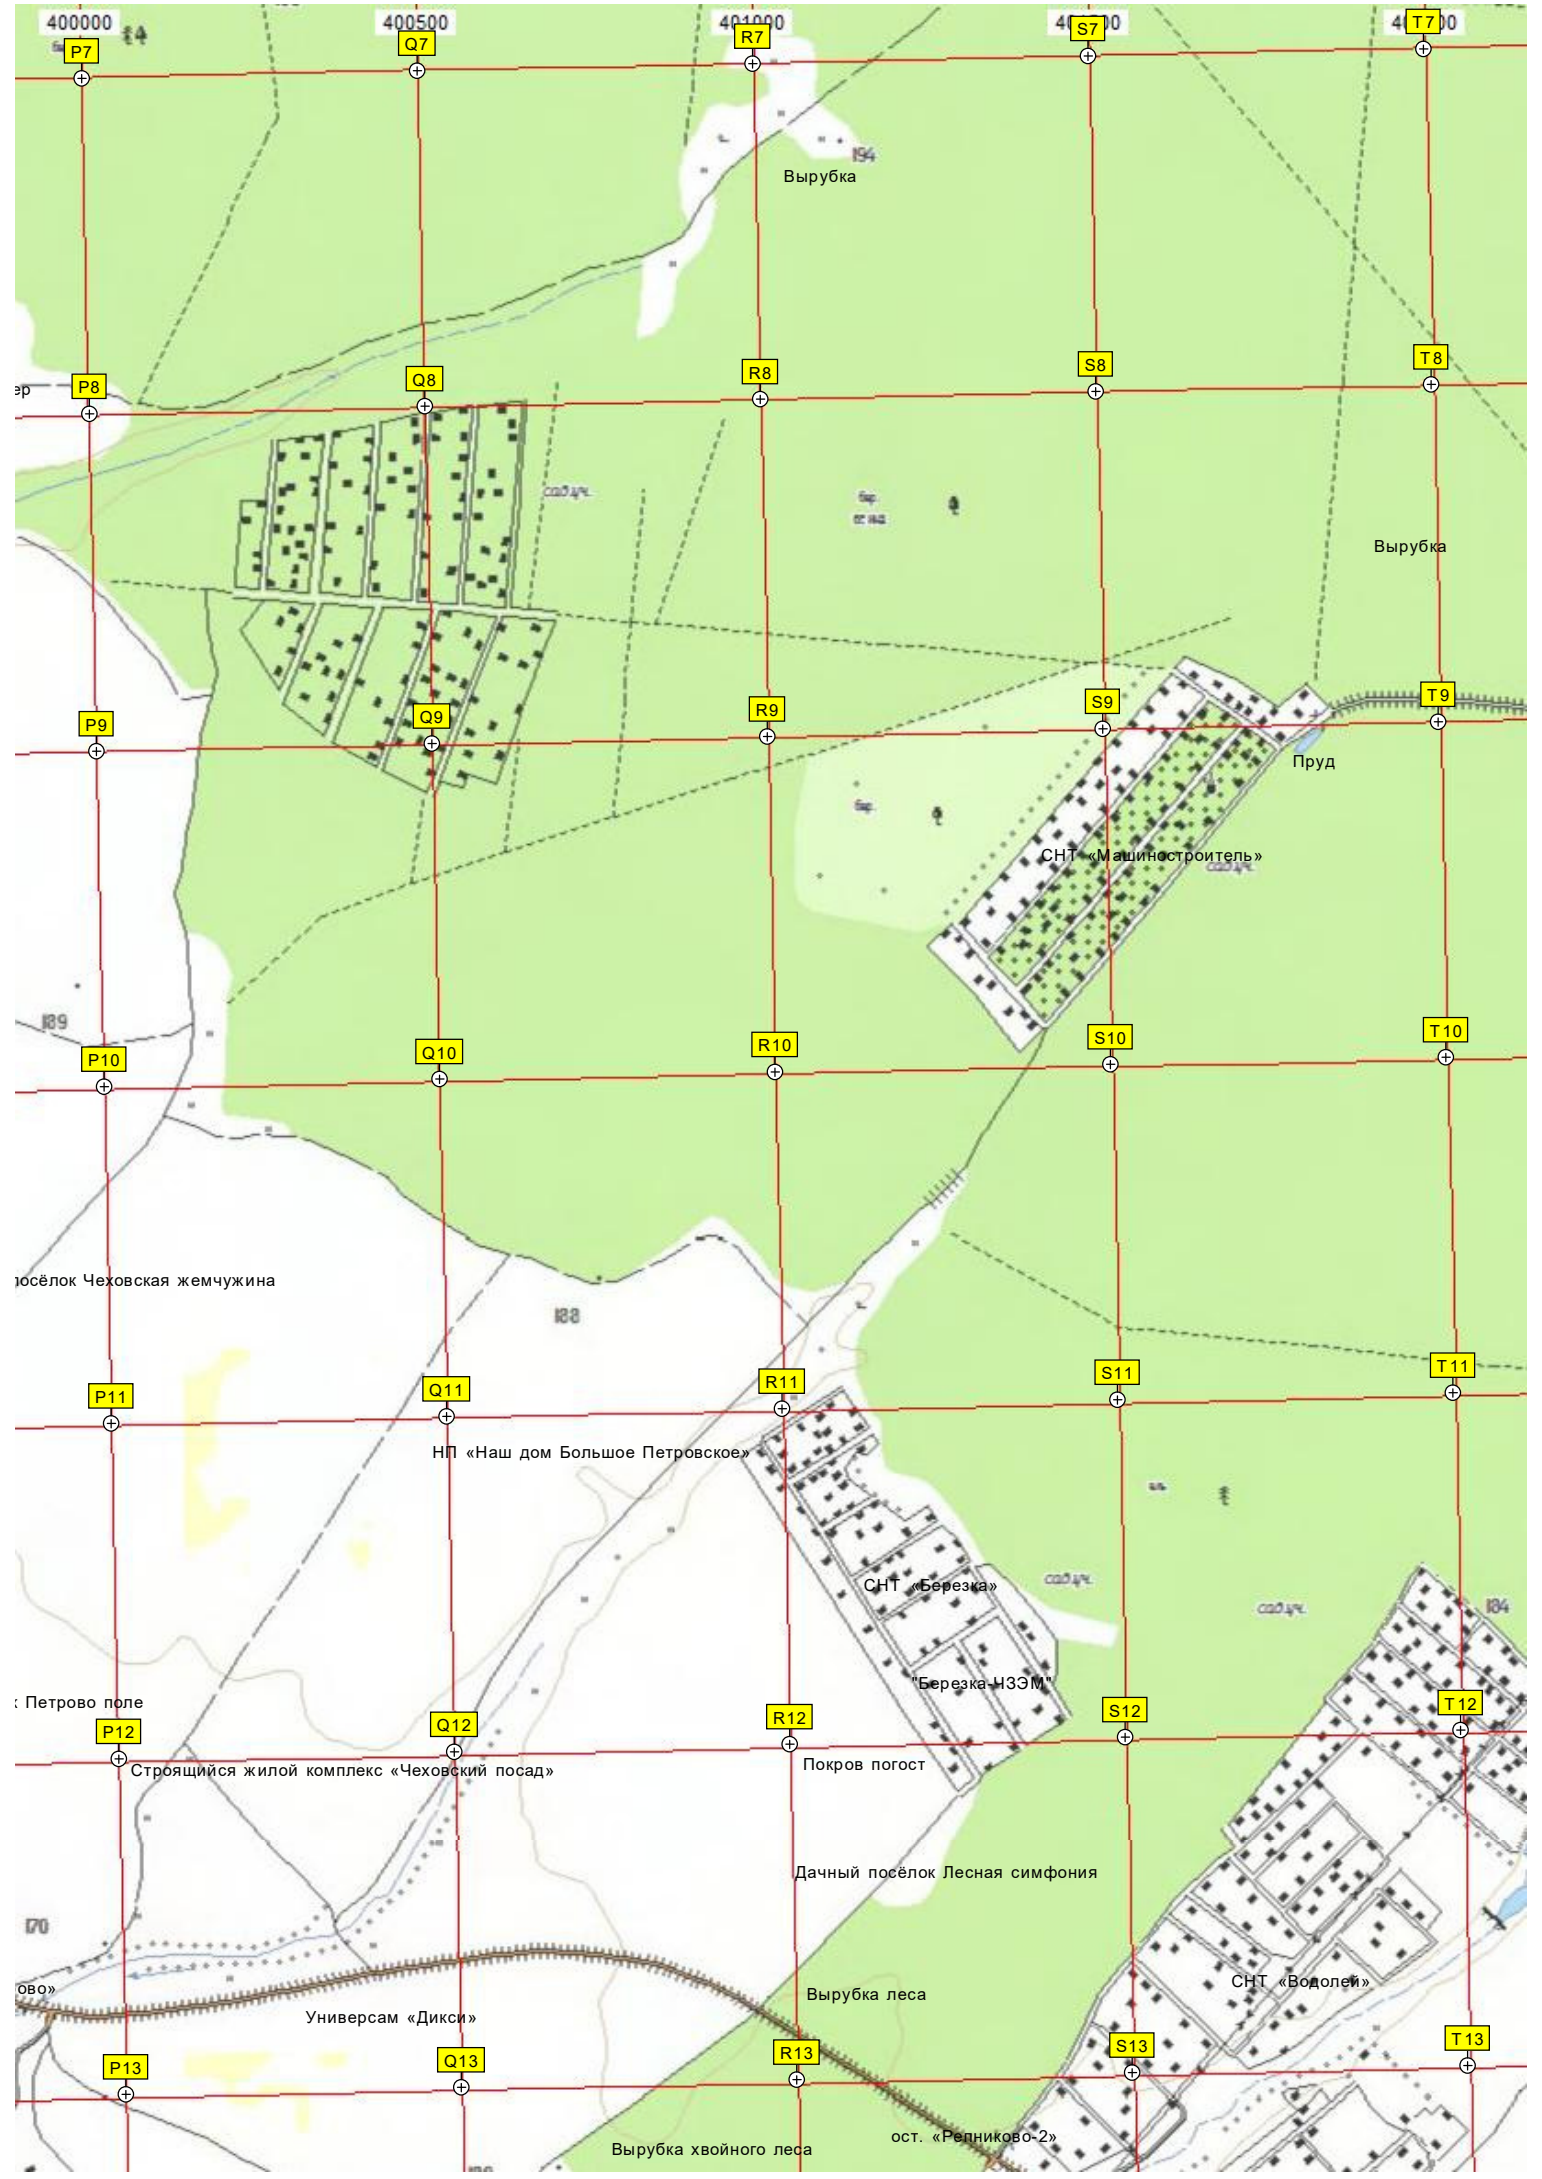 400000
400500
401000
P7
Q7
R7
S7
T7
194
Вырубка
P8
Q8
R8
S8
T8
ер
сад.уч.
Вырубка
P9
Q9
R9
S9
T9
Пруд
бер.
СНТ «Машиностроитель»
сад.уч.
189
P10
Q10
R10
S10
T10
посёлок Чеховская жемчужина
188
P11
Q11
R11
S11
T11
НП «Наш дом Большое Петровское»
СНТ «Березка»
сад.уч.
сад.уч.
184
"Березка-ЧЗЭМ"
к Петрово поле
P12
Q12
R12
S12
T12
Строящийся жилой комплекс «Чеховский посад»
Покров погост
Дачный посёлок Лесная симфония
170
ово»
СНТ «Водолей»
Вырубка леса
Универсам «Дикси»
P13
Q13
R13
S13
T13
ост. «Репниково-2»
Вырубка хвойного леса